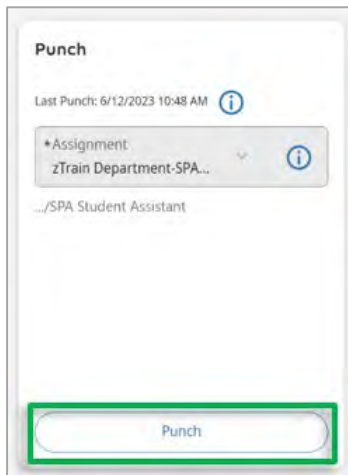 Punch
Last Punch: 6/12/2023 10:48 AM
*Assignment
zTrain Department-SPA...
.../SPA Student Assistant
Punch